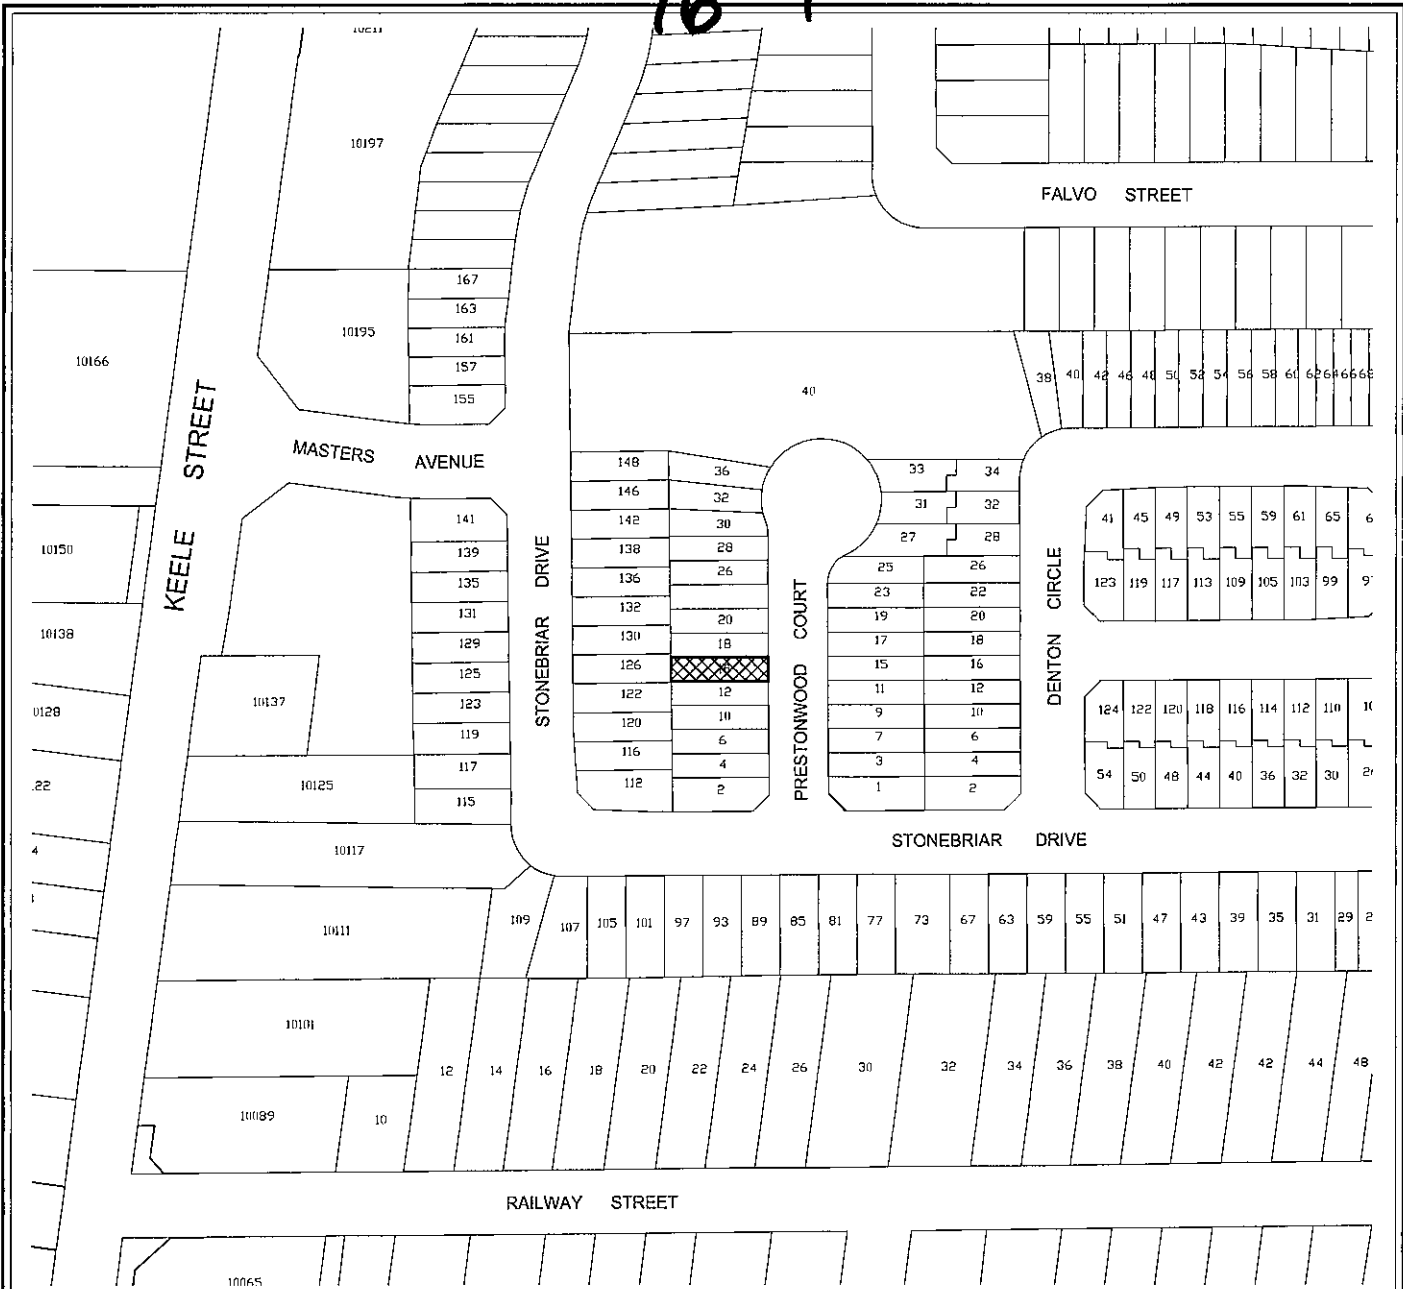 16
10211
10197
FALVO STREET
167
163
10195
161
10166
157
155
38 40 42 46 48 50 52 54 56 58 60 62 64 66 68
40
KEELE STREET
MASTERS AVENUE
148 36 33 34
146 32 31 32
141 142 30 27 28
41 45 49 53 55 59 61 65
10150
139 138 28
135 136 26 25 26
123 119 117 113 109 105 103 99
STONEBRIAR DRIVE
PRESTONWOOD COURT
DENTON CIRCLE
131 132 20 23 22
10138
129 130 18 19 20
17 18
125 126 15 16
10137
123 122 12 11 12
124 122 120 118 116 114 112 110
119 120 10 9 10
6 7 6
117 116 4 3 4
10125
115 112 2 1 2
54 50 48 44 40 36 32 30
STONEBRIAR DRIVE
10117
10111
109 107 105 101 97 93 89 85 81 77 73 67 63 59 55 51 47 43 39 35 31 29
10101
12 14 16 18 20 22 24 26 30 32 34 36 38 40 42 42 44 48
10089
10
RAILWAY STREET
10065